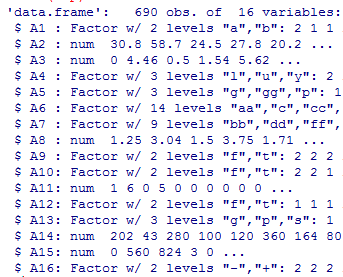 'data.frame':   690 obs. of  16 variables:
 $ A1 : Factor w/ 2 levels "a","b": 2 1 1
 $ A2 : num  30.8 58.7 24.5 27.8 20.2 ...
 $ A3 : num  0 4.46 0.5 1.54 5.62 ...
 $ A4 : Factor w/ 3 levels "l","u","y": 2
 $ A5 : Factor w/ 3 levels "g","gg","p": 1
 $ A6 : Factor w/ 14 levels "aa","c","cc",
 $ A7 : Factor w/ 9 levels "bb","dd","ff",
 $ A8 : num  1.25 3.04 1.5 3.75 1.71 ...
 $ A9 : Factor w/ 2 levels "f","t": 2 2 2
 $ A10: Factor w/ 2 levels "f","t": 2 2 1
 $ A11: num  1 6 0 5 0 0 0 0 0 0 ...
 $ A12: Factor w/ 2 levels "f","t": 1 1 1
 $ A13: Factor w/ 3 levels "g","p","s": 1
 $ A14: num  202 43 280 100 120 360 164 80
 $ A15: num  0 560 824 3 0 ...
 $ A16: Factor w/ 2 levels "-","+": 2 2 2